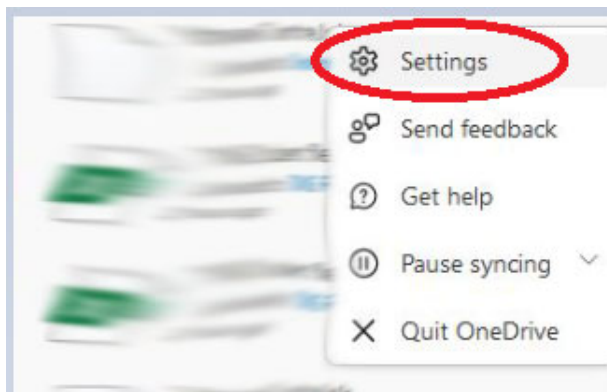 Settings
Send feedback
Get help
Pause syncing
Quit OneDrive